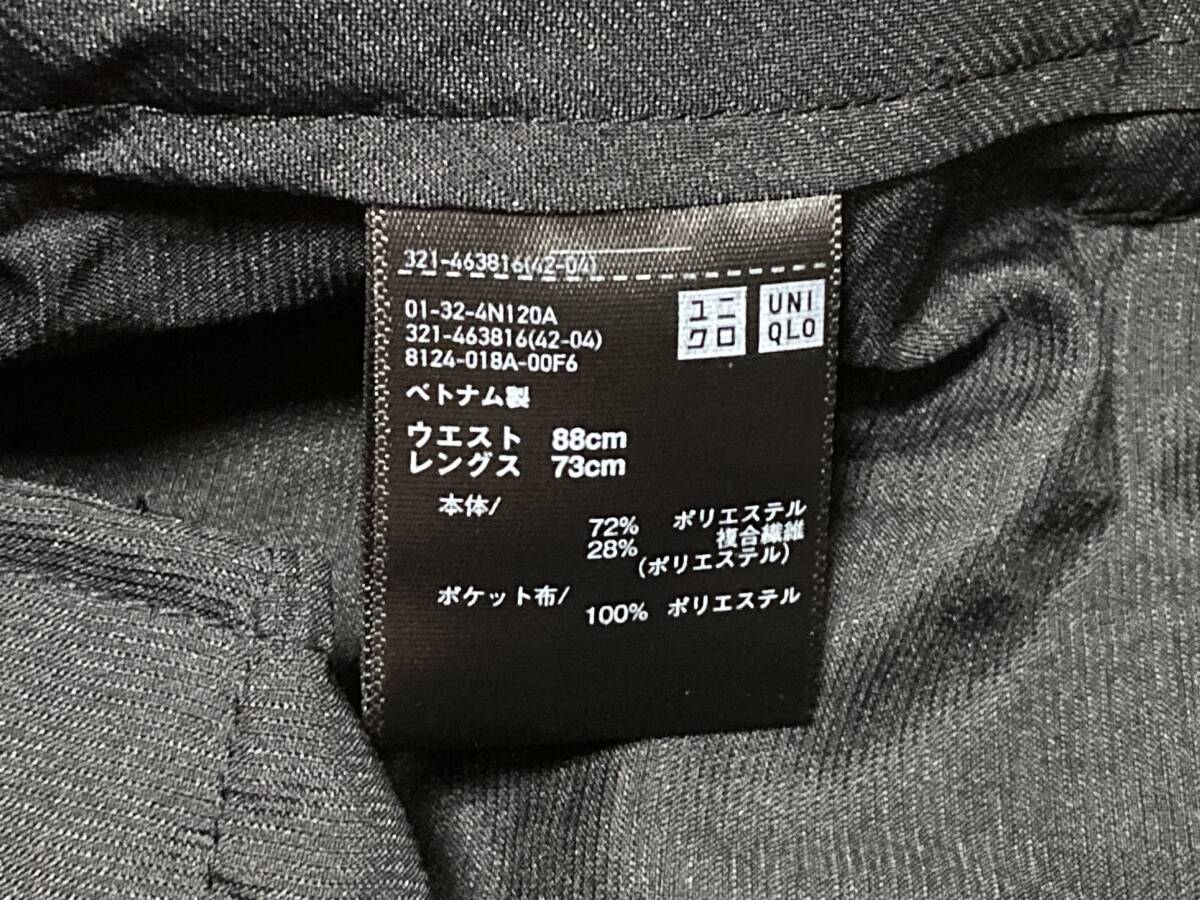 321-463816(42-04)
01-32-4N120A
321-463816(42-04)
8124-018A-00F6
ユニ
クロ
UNI
QLO
ベトナム製
ウエスト 88cm
レングス 73cm
本体/
72% ポリエステル
28% 複合繊維
(ポリエステル)
ポケット布/
100% ポリエステル